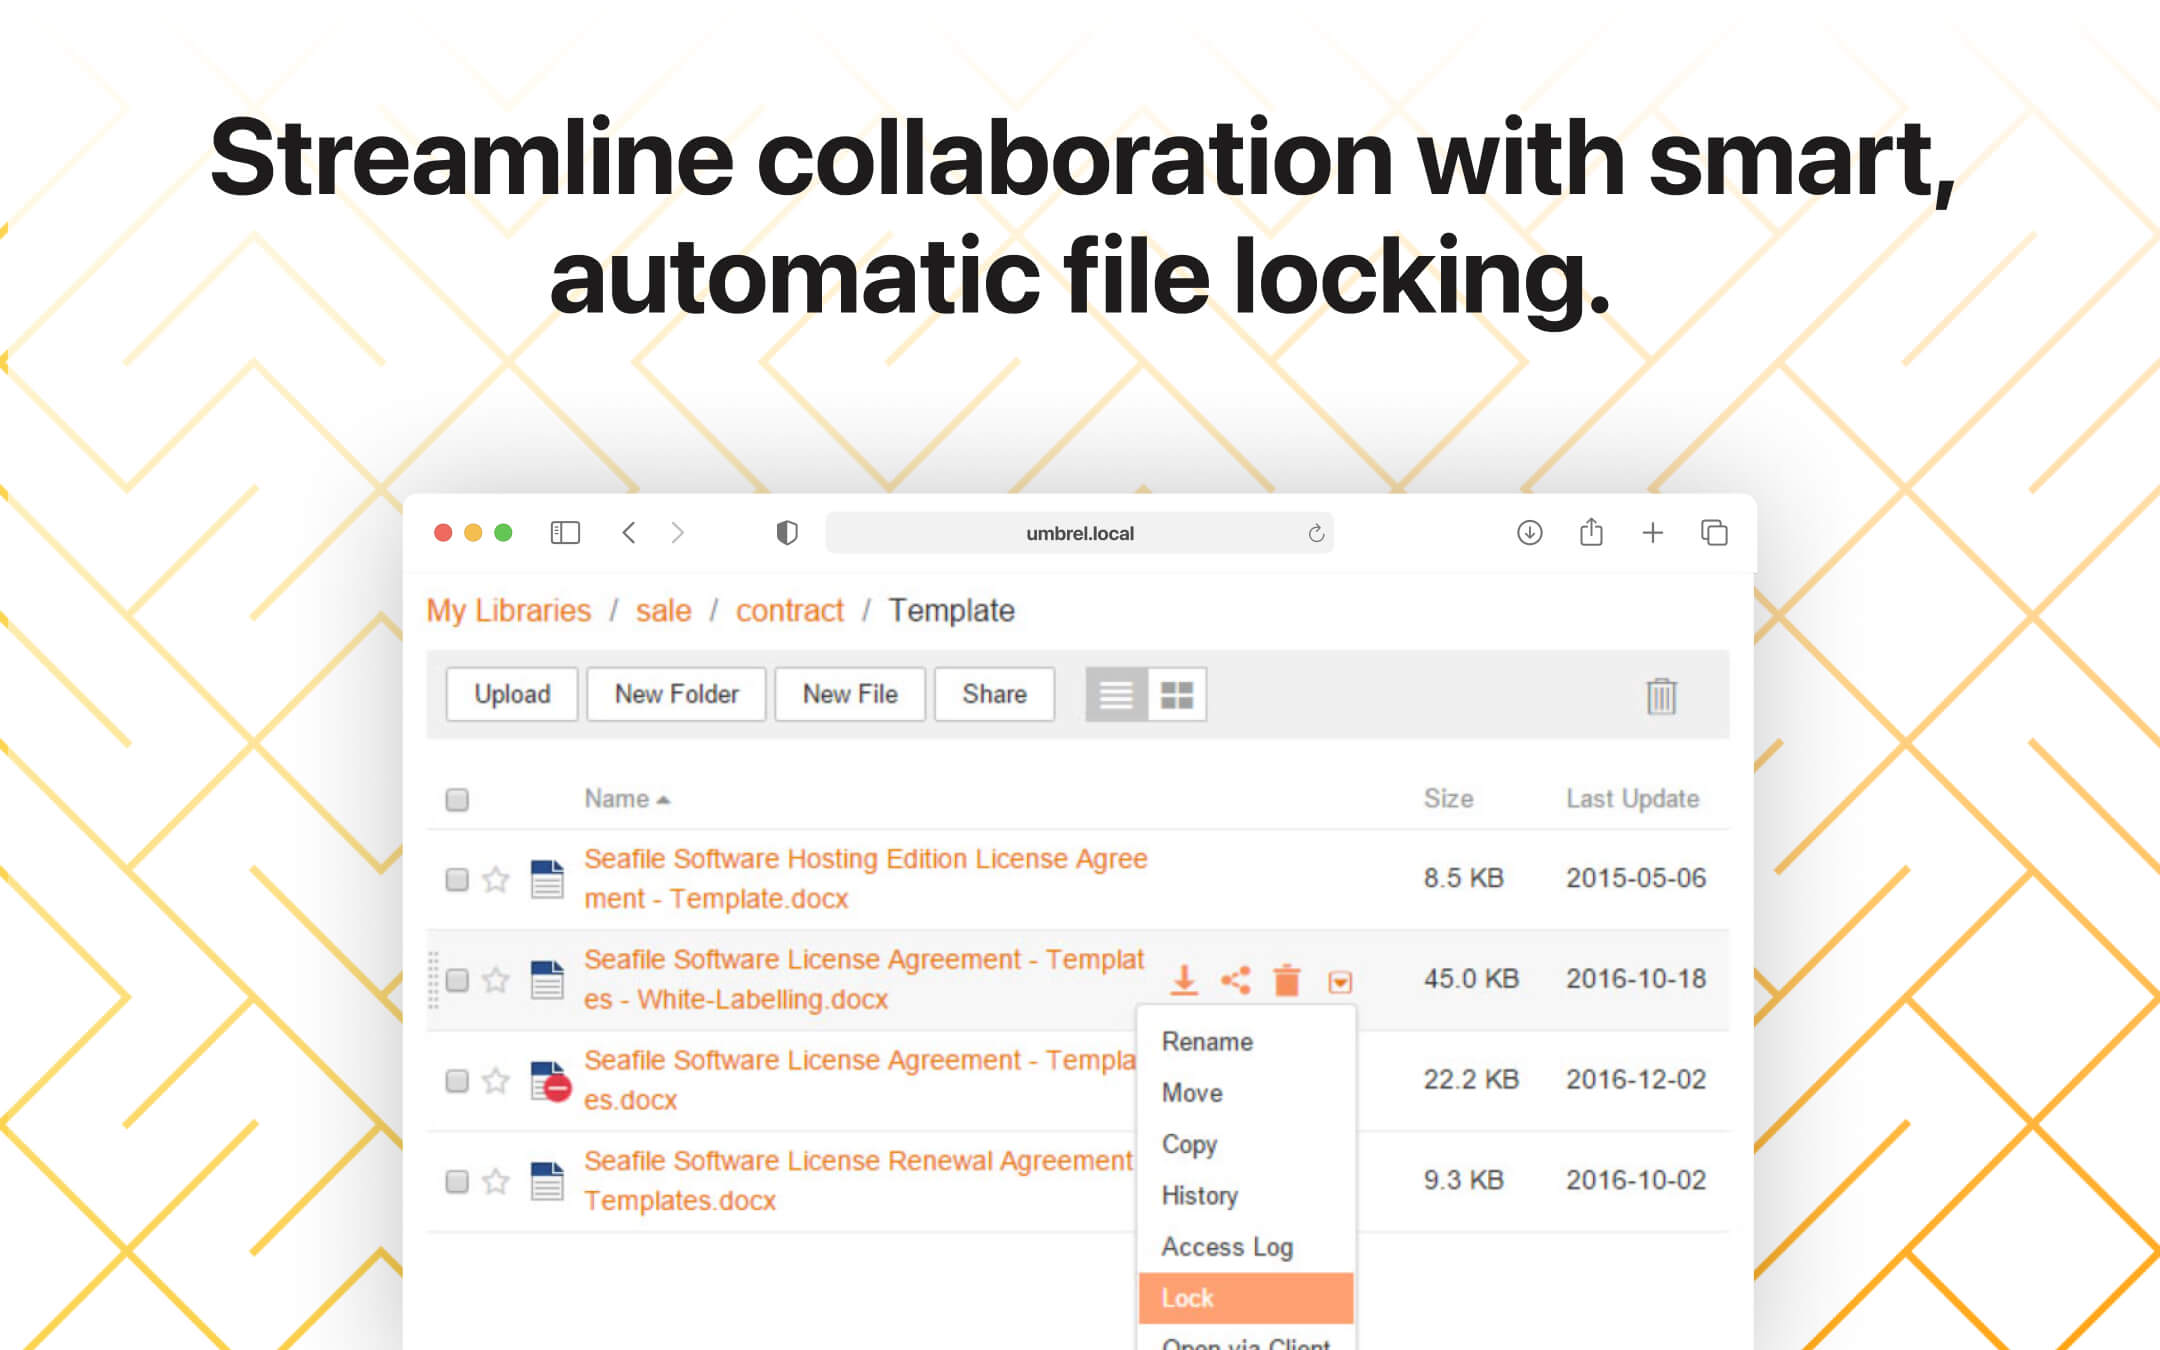 Streamline collaboration with smart,
automatic file locking.
umbrel.local
My Libraries / sale / contract / Template
Upload New Folder New File Share
Name Size Last Update
Seafile Software Hosting Edition License Agree
ment - Template.docx
8.5 KB 2015-05-06
Seafile Software License Agreement - Templat
es - White-Labelling.docx
45.0 KB 2016-10-18
Seafile Software License Agreement - Templa
es.docx
22.2 KB 2016-12-02
Seafile Software License Renewal Agreement
Templates.docx
9.3 KB 2016-10-02
Rename
Move
Copy
History
Access Log
Lock
Open via Client